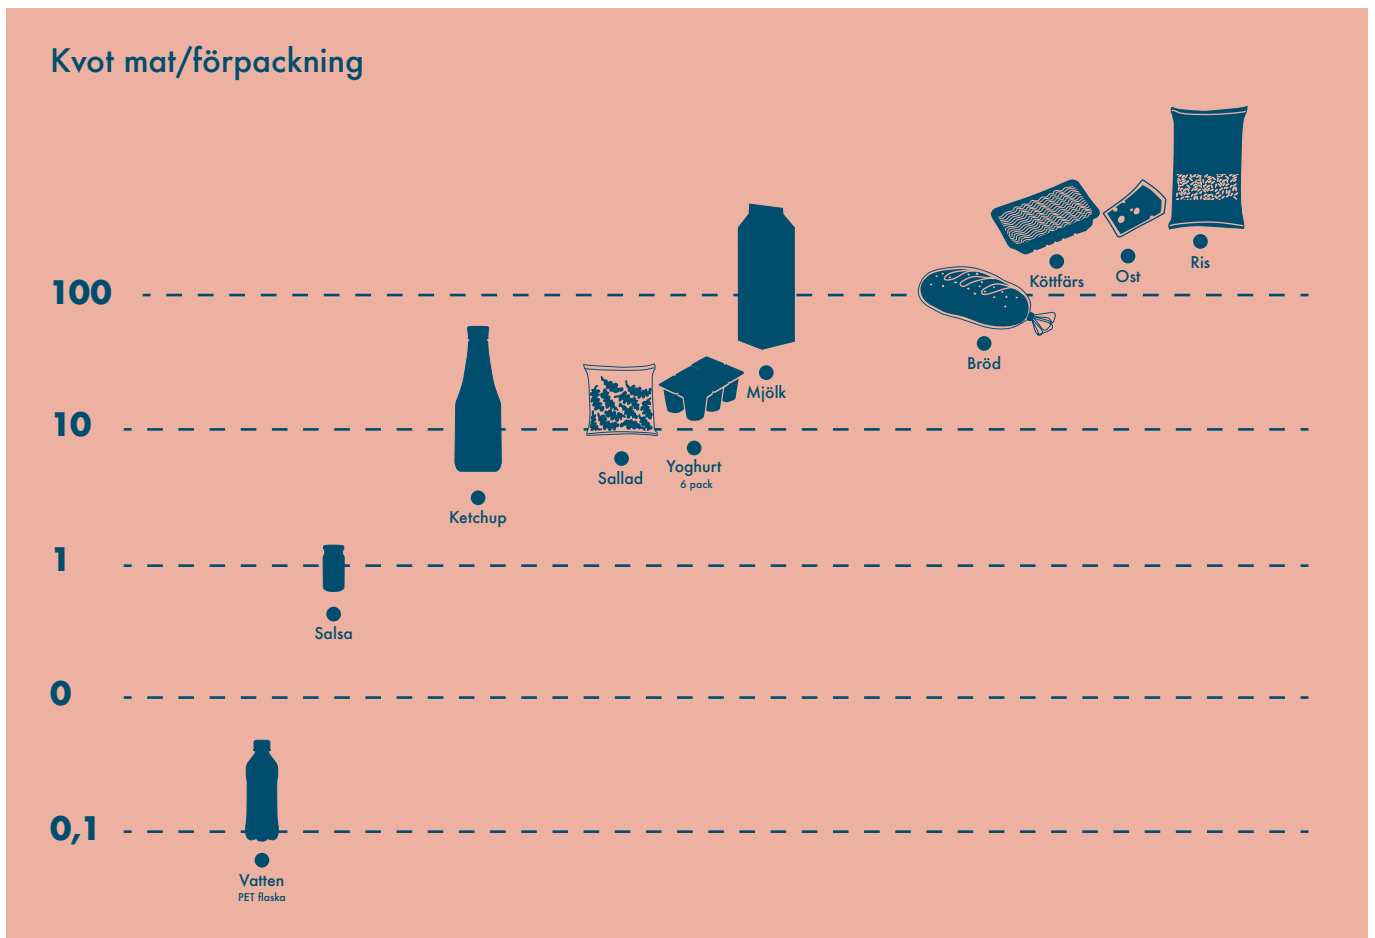 Kvot mat/förpackning
100
Ris
Ost
Köttfärs
Bröd
Mjölk
10
Yoghurt
6 pack
Sallad
Ketchup
1
Salsa
0
0,1
Vatten
PET flaska